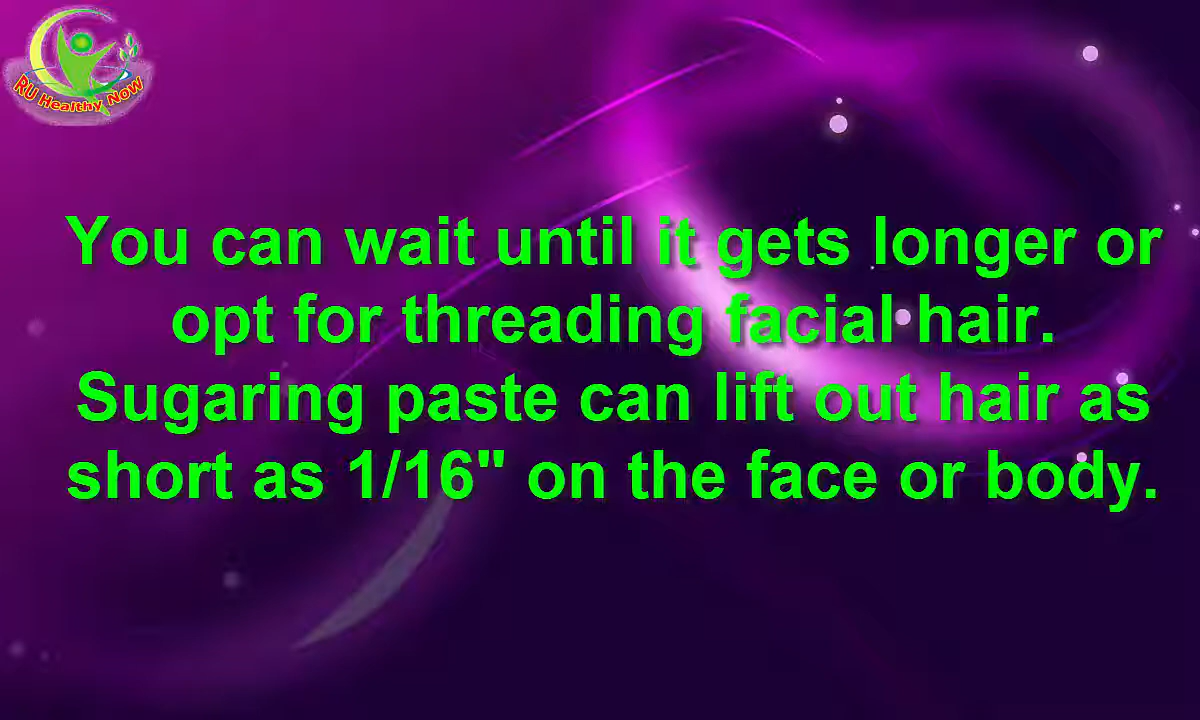 RU Healthy Now
You can wait until it gets longer or
opt for threading facial hair.
Sugaring paste can lift out hair as
short as 1/16" on the face or body.